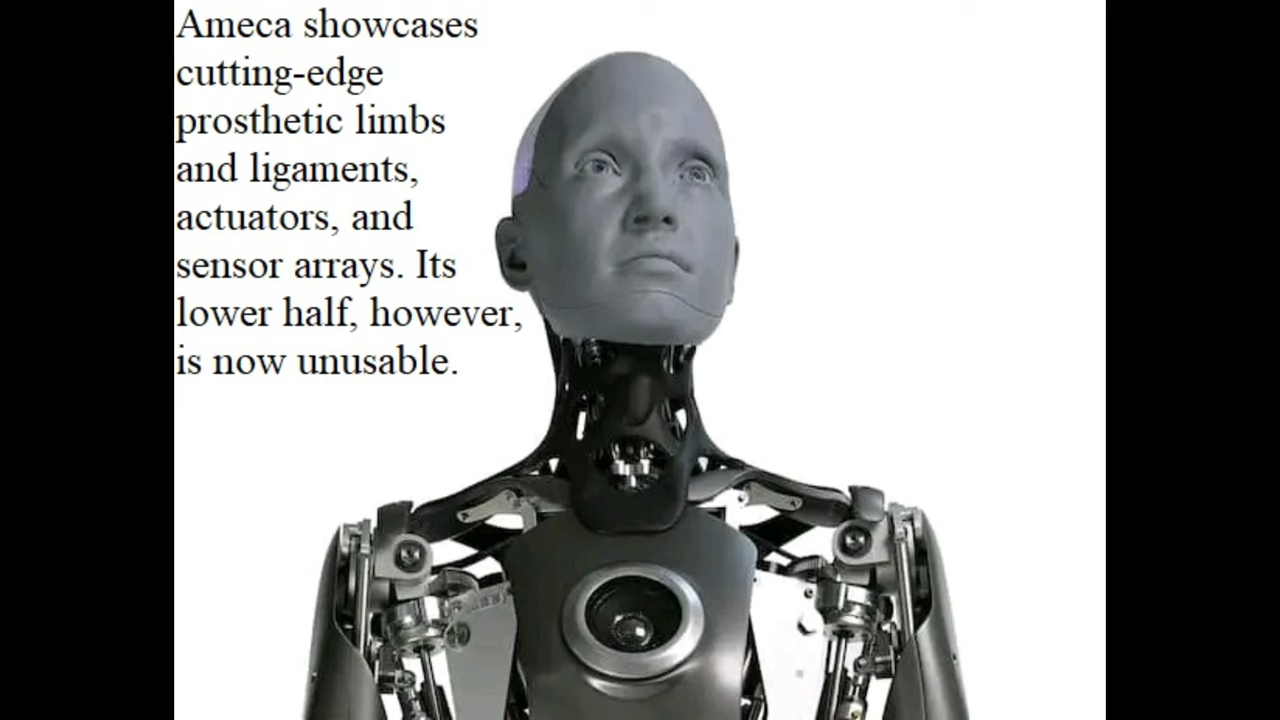 Ameca showcases
cutting-edge
prosthetic limbs
and ligaments,
actuators, and
sensor arrays. Its
lower half, however,
is now unusable.